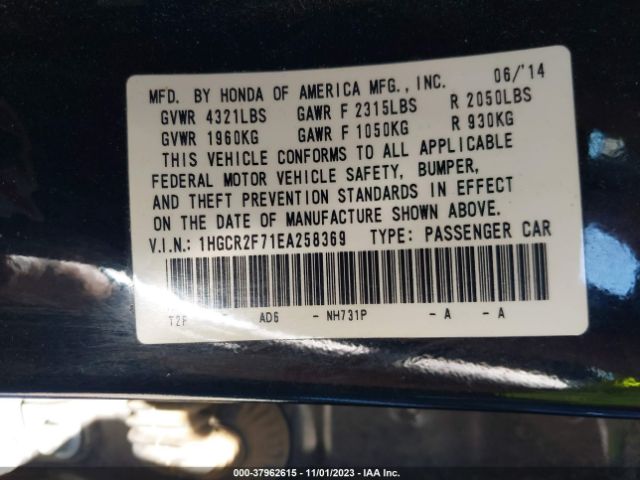 MFD. BY HONDA OF AMERICA MFG., INC. 06/'14
GVWR 4321LBS GAWR F 2315LBS R 2050LBS
GVWR 1960KG GAWR F 1050KG R 930KG
THIS VEHICLE CONFORMS TO ALL APPLICABLE
FEDERAL MOTOR VEHICLE SAFETY, BUMPER,
AND THEFT PREVENTION STANDARDS IN EFFECT
ON THE DATE OF MANUFACTURE SHOWN ABOVE.
V.I.N.: 1HGCR2F71EA258369 TYPE: PASSENGER CAR
T2F - AD6 - NH731P - A - A
000-37962615 - 11/01/2023 - IAA Inc.